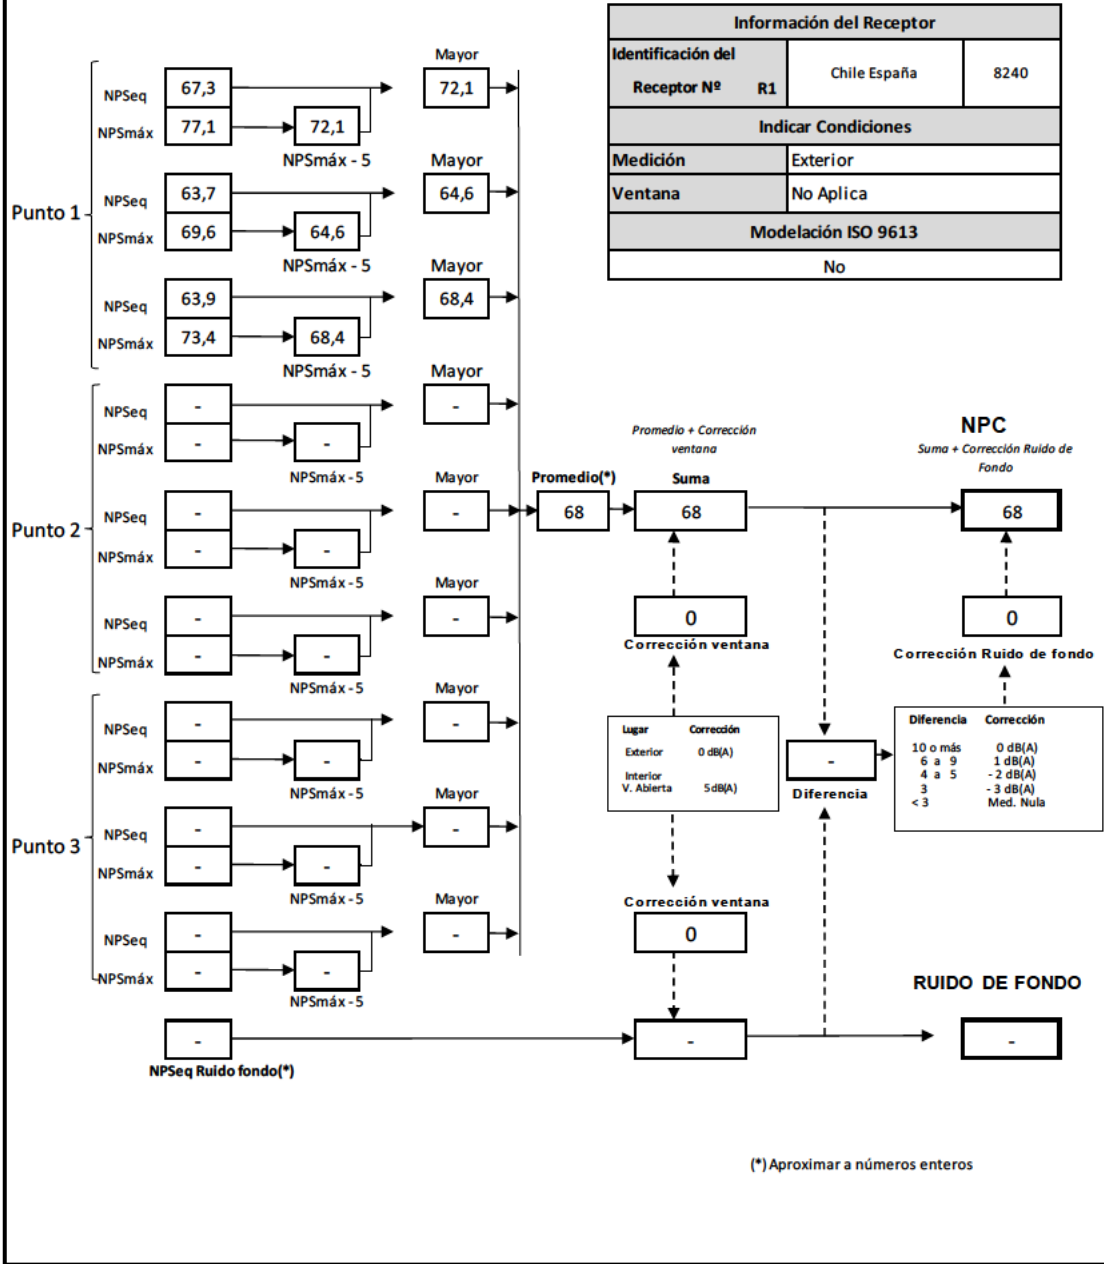 Información del Receptor
Identificación del
Receptor Nº R1
Chile España
8240
Indicar Condiciones
Medición
Exterior
Ventana
No Aplica
Modelación ISO 9613
No
Punto 1
Mayor
NPSeq
67,3
72,1
NPSmáx
77,1
72,1
NPSmáx - 5
Mayor
NPSeq
63,7
64,6
NPSmáx
69,6
64,6
NPSmáx - 5
Mayor
NPSeq
63,9
68,4
NPSmáx
73,4
68,4
NPSmáx - 5
Punto 2
Mayor
NPSeq
-
-
NPSmáx
-
-
NPSmáx - 5
Mayor
NPSeq
-
-
NPSmáx
-
-
NPSmáx - 5
Mayor
NPSeq
-
-
NPSmáx
-
-
NPSmáx - 5
Punto 3
Mayor
NPSeq
-
-
NPSmáx
-
-
NPSmáx - 5
Mayor
NPSeq
-
-
NPSmáx
-
-
NPSmáx - 5
Mayor
NPSeq
-
-
NPSmáx
-
-
NPSmáx - 5
-
NPSeq Ruido fondo(*)
Promedio(*)
68
Promedio + Corrección
ventana
Suma
68
0
Corrección ventana
Lugar Corrección
Exterior 0 dB(A)
Interior
V. Abierta 5 dB(A)
Corrección ventana
0
-
-
Diferencia
NPC
Suma + Corrección Ruido de
Fondo
68
0
Corrección Ruido de fondo
Diferencia Corrección
10 o más 0 dB(A)
6 a 9 1 dB(A)
4 a 5 - 2 dB(A)
3 - 3 dB(A)
< 3 Med. Nula
RUIDO DE FONDO
-
(*) Aproximar a números enteros